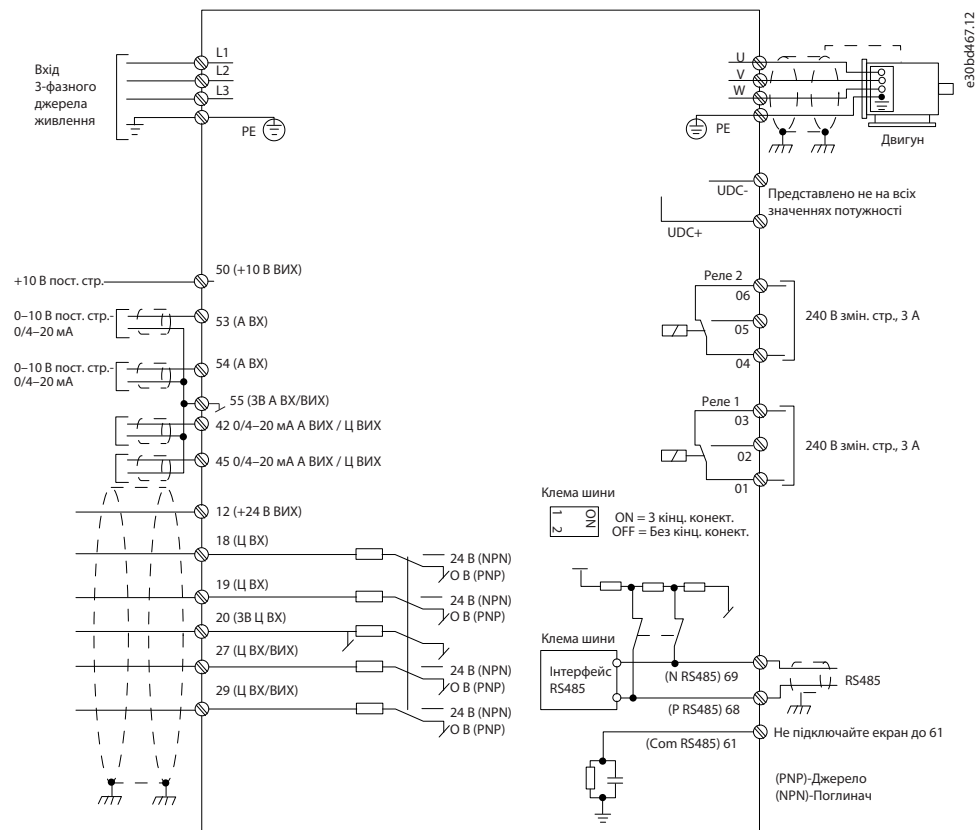 e30bd467.12
Вхід
3-фазного
джерела
живлення
L1
L2
L3
PE
U
V
W
PE
Двигун
UDC-
UDC+
Представлено не на всіх
значеннях потужності
+10 В пост. стр.
50 (+10 В ВИХ)
0–10 В пост. стр.-
0/4–20 мА
53 (А ВХ)
0–10 В пост. стр.-
0/4–20 мА
54 (А ВХ)
55 (ЗВ А ВХ/ВИХ)
42 0/4–20 мА А ВИХ / Ц ВИХ
45 0/4–20 мА А ВИХ / Ц ВИХ
12 (+24 В ВИХ)
18 (Ц ВХ)
24 В (NPN)
О В (PNP)
19 (Ц ВХ)
24 В (NPN)
О В (PNP)
20 (ЗВ Ц ВХ)
27 (Ц ВХ/ВИХ)
24 В (NPN)
О В (PNP)
29 (Ц ВХ/ВИХ)
24 В (NPN)
О В (PNP)
Реле 2
06
05
04
240 В змін. стр., 3 А
Реле 1
03
02
01
240 В змін. стр., 3 А
Клема шини
1 2
ON
ON = З кінц. конект.
OFF = Без кінц. конект.
Клема шини
Інтерфейс
RS485
(N RS485) 69
RS485
(P RS485) 68
(Com RS485) 61
Не підключайте екран до 61
(PNP)-Джерело
(NPN)-Поглинач